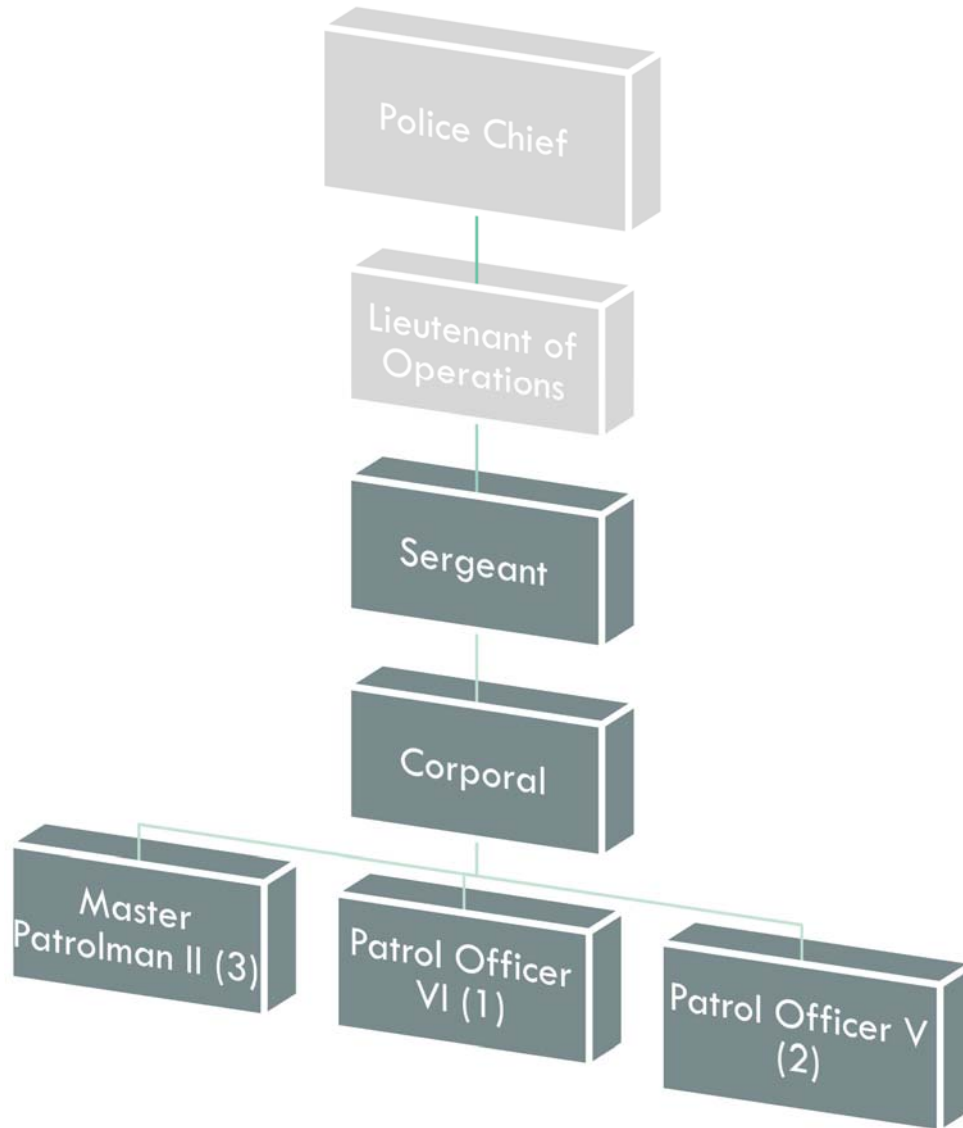 Police Chief
Lieutenant of
Operations
Sergeant
Corporal
Master
Patrolman II (3)
Patrol Officer
VI (1)
Patrol Officer V
(2)